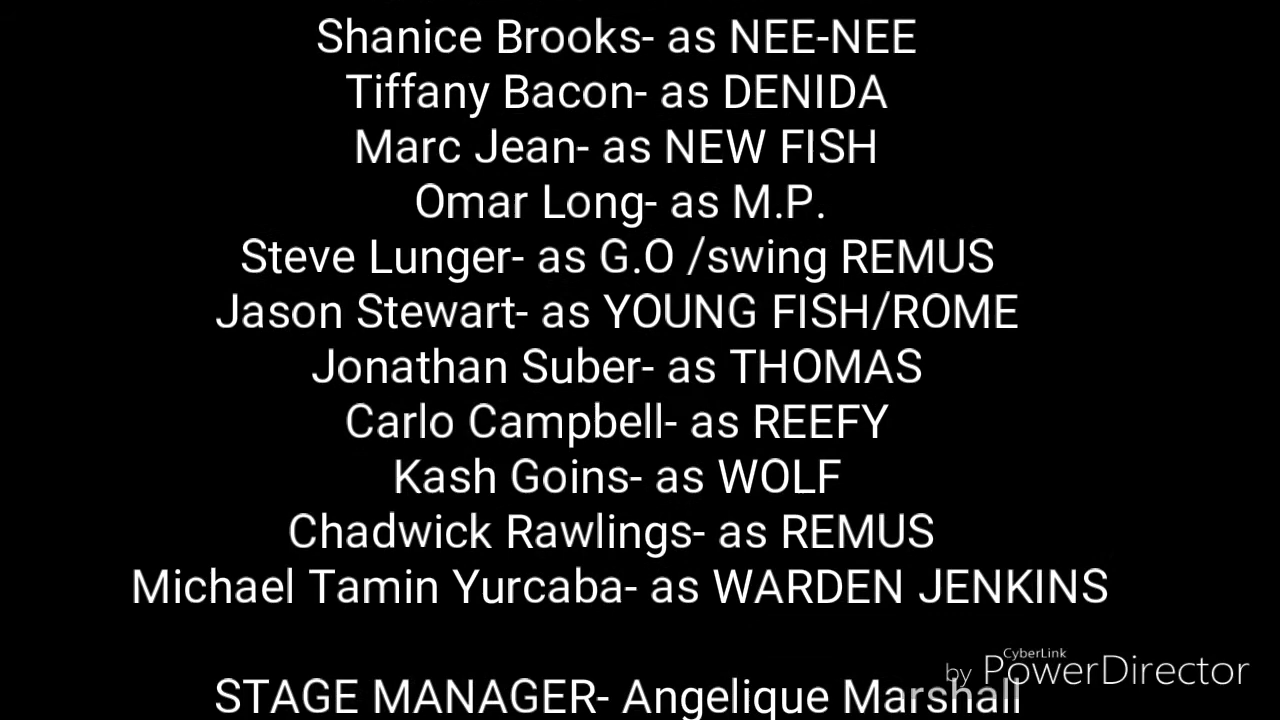 Shanice Brooks- as NEE-NEE
Tiffany Bacon- as DENIDA
Marc Jean- as NEW FISH
Omar Long- as M.P.
Steve Lunger- as G.O /swing REMUS
Jason Stewart- as YOUNG FISH/ROME
Jonathan Suber- as THOMAS
Carlo Campbell- as REEFY
Kash Goins- as WOLF
Chadwick Rawlings- as REMUS
Michael Tamin Yurcaba- as WARDEN JENKINS
CyberLink
by PowerDirector
STAGE MANAGER- Angelique Marshall